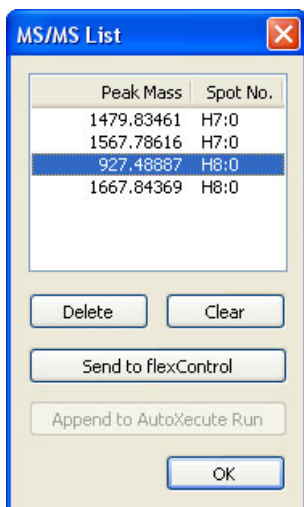 MS/MS List
Peak Mass Spot No.
1479.83461 H7:0
1567.78616 H7:0
927.48887 H8:0
1667.84369 H8:0
Delete Clear
Send to flexControl
Append to AutoXecute Run
OK